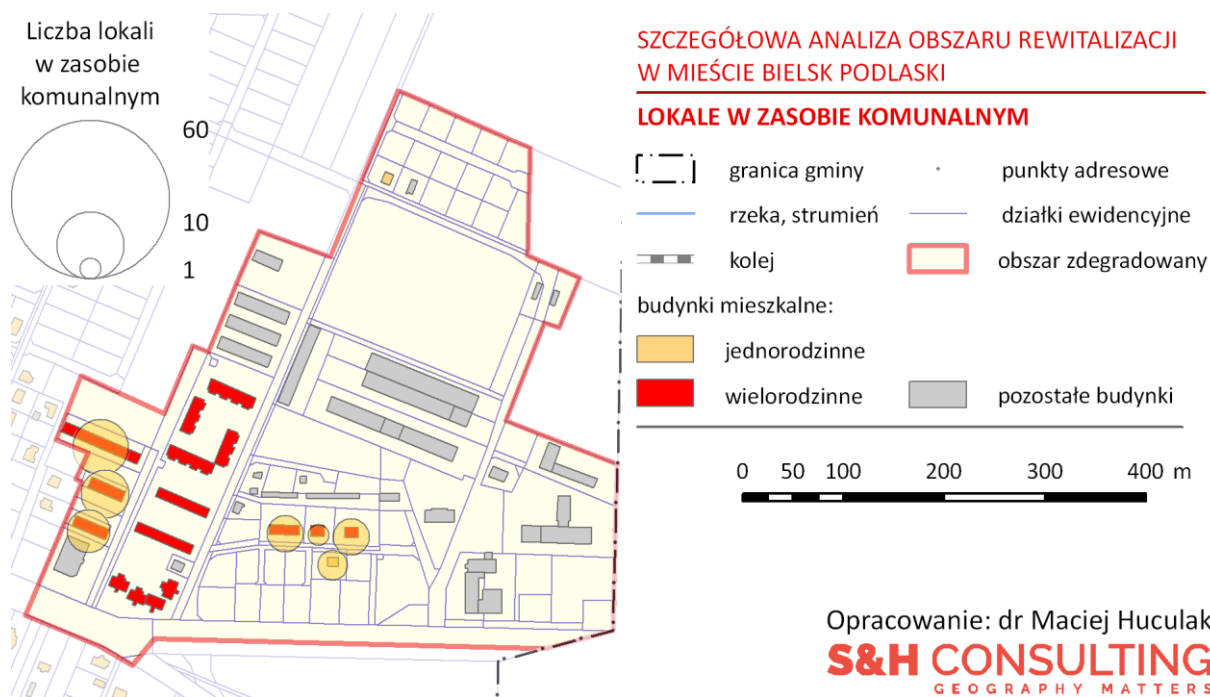 Liczba lokali
w zasobie
komunalnym
60
10
1
SZCZEGÓŁOWA ANALIZA OBSZARU REWITALIZACJI
W MIEŚCIE BIELSK PODLASKI
LOKALE W ZASOBIE KOMUNALNYM
granica gminy
punkty adresowe
rzeka, strumień
działki ewidencyjne
kolej
obszar zdegradowany
budynki mieszkalne:
jednorodzinne
wielorodzinne
pozostałe budynki
0 50 100 200 300 400 m
Opracowanie: dr Maciej Huculak
S&H CONSULTING
GEOGRAPHY MATTERS